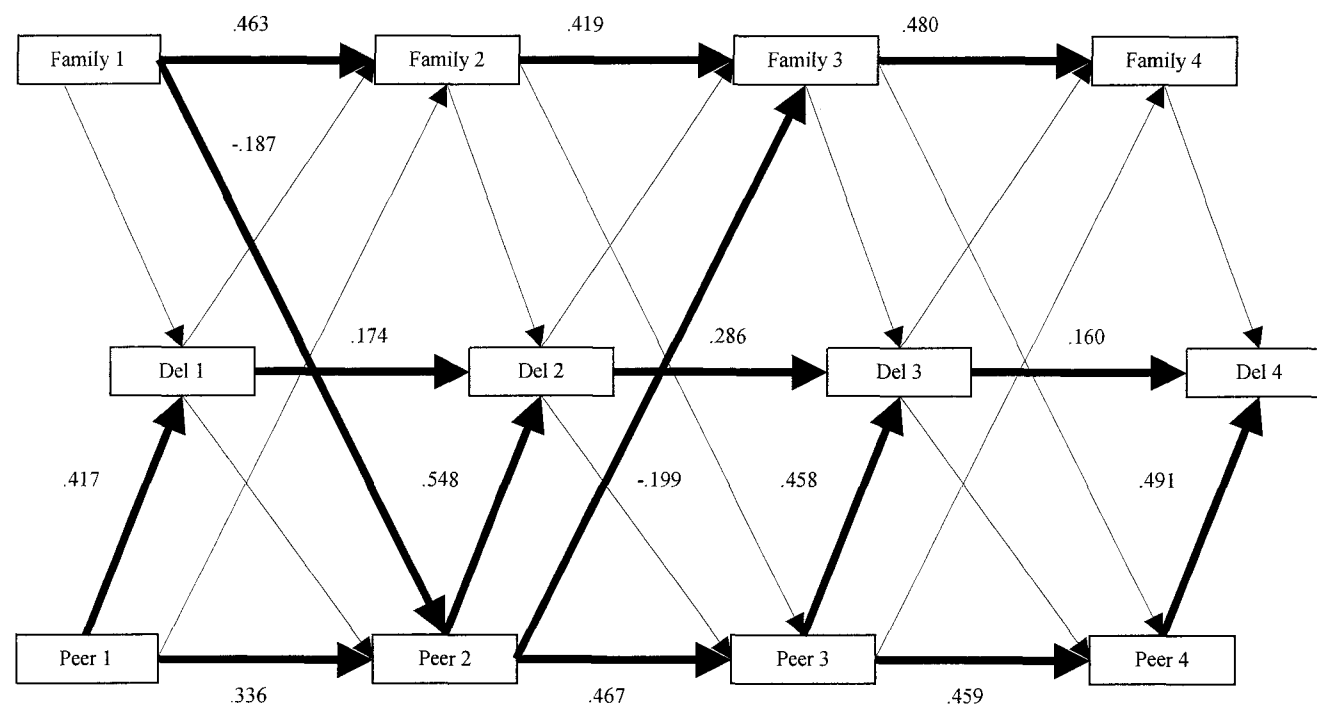 .463
.419
.480
Family 1
Family 2
Family 3
Family 4
-.187
.174
.286
.160
Del 1
Del 2
Del 3
Del 4
.417
.548
-.199
.458
.491
Peer 1
Peer 2
Peer 3
Peer 4
.336
.467
.459